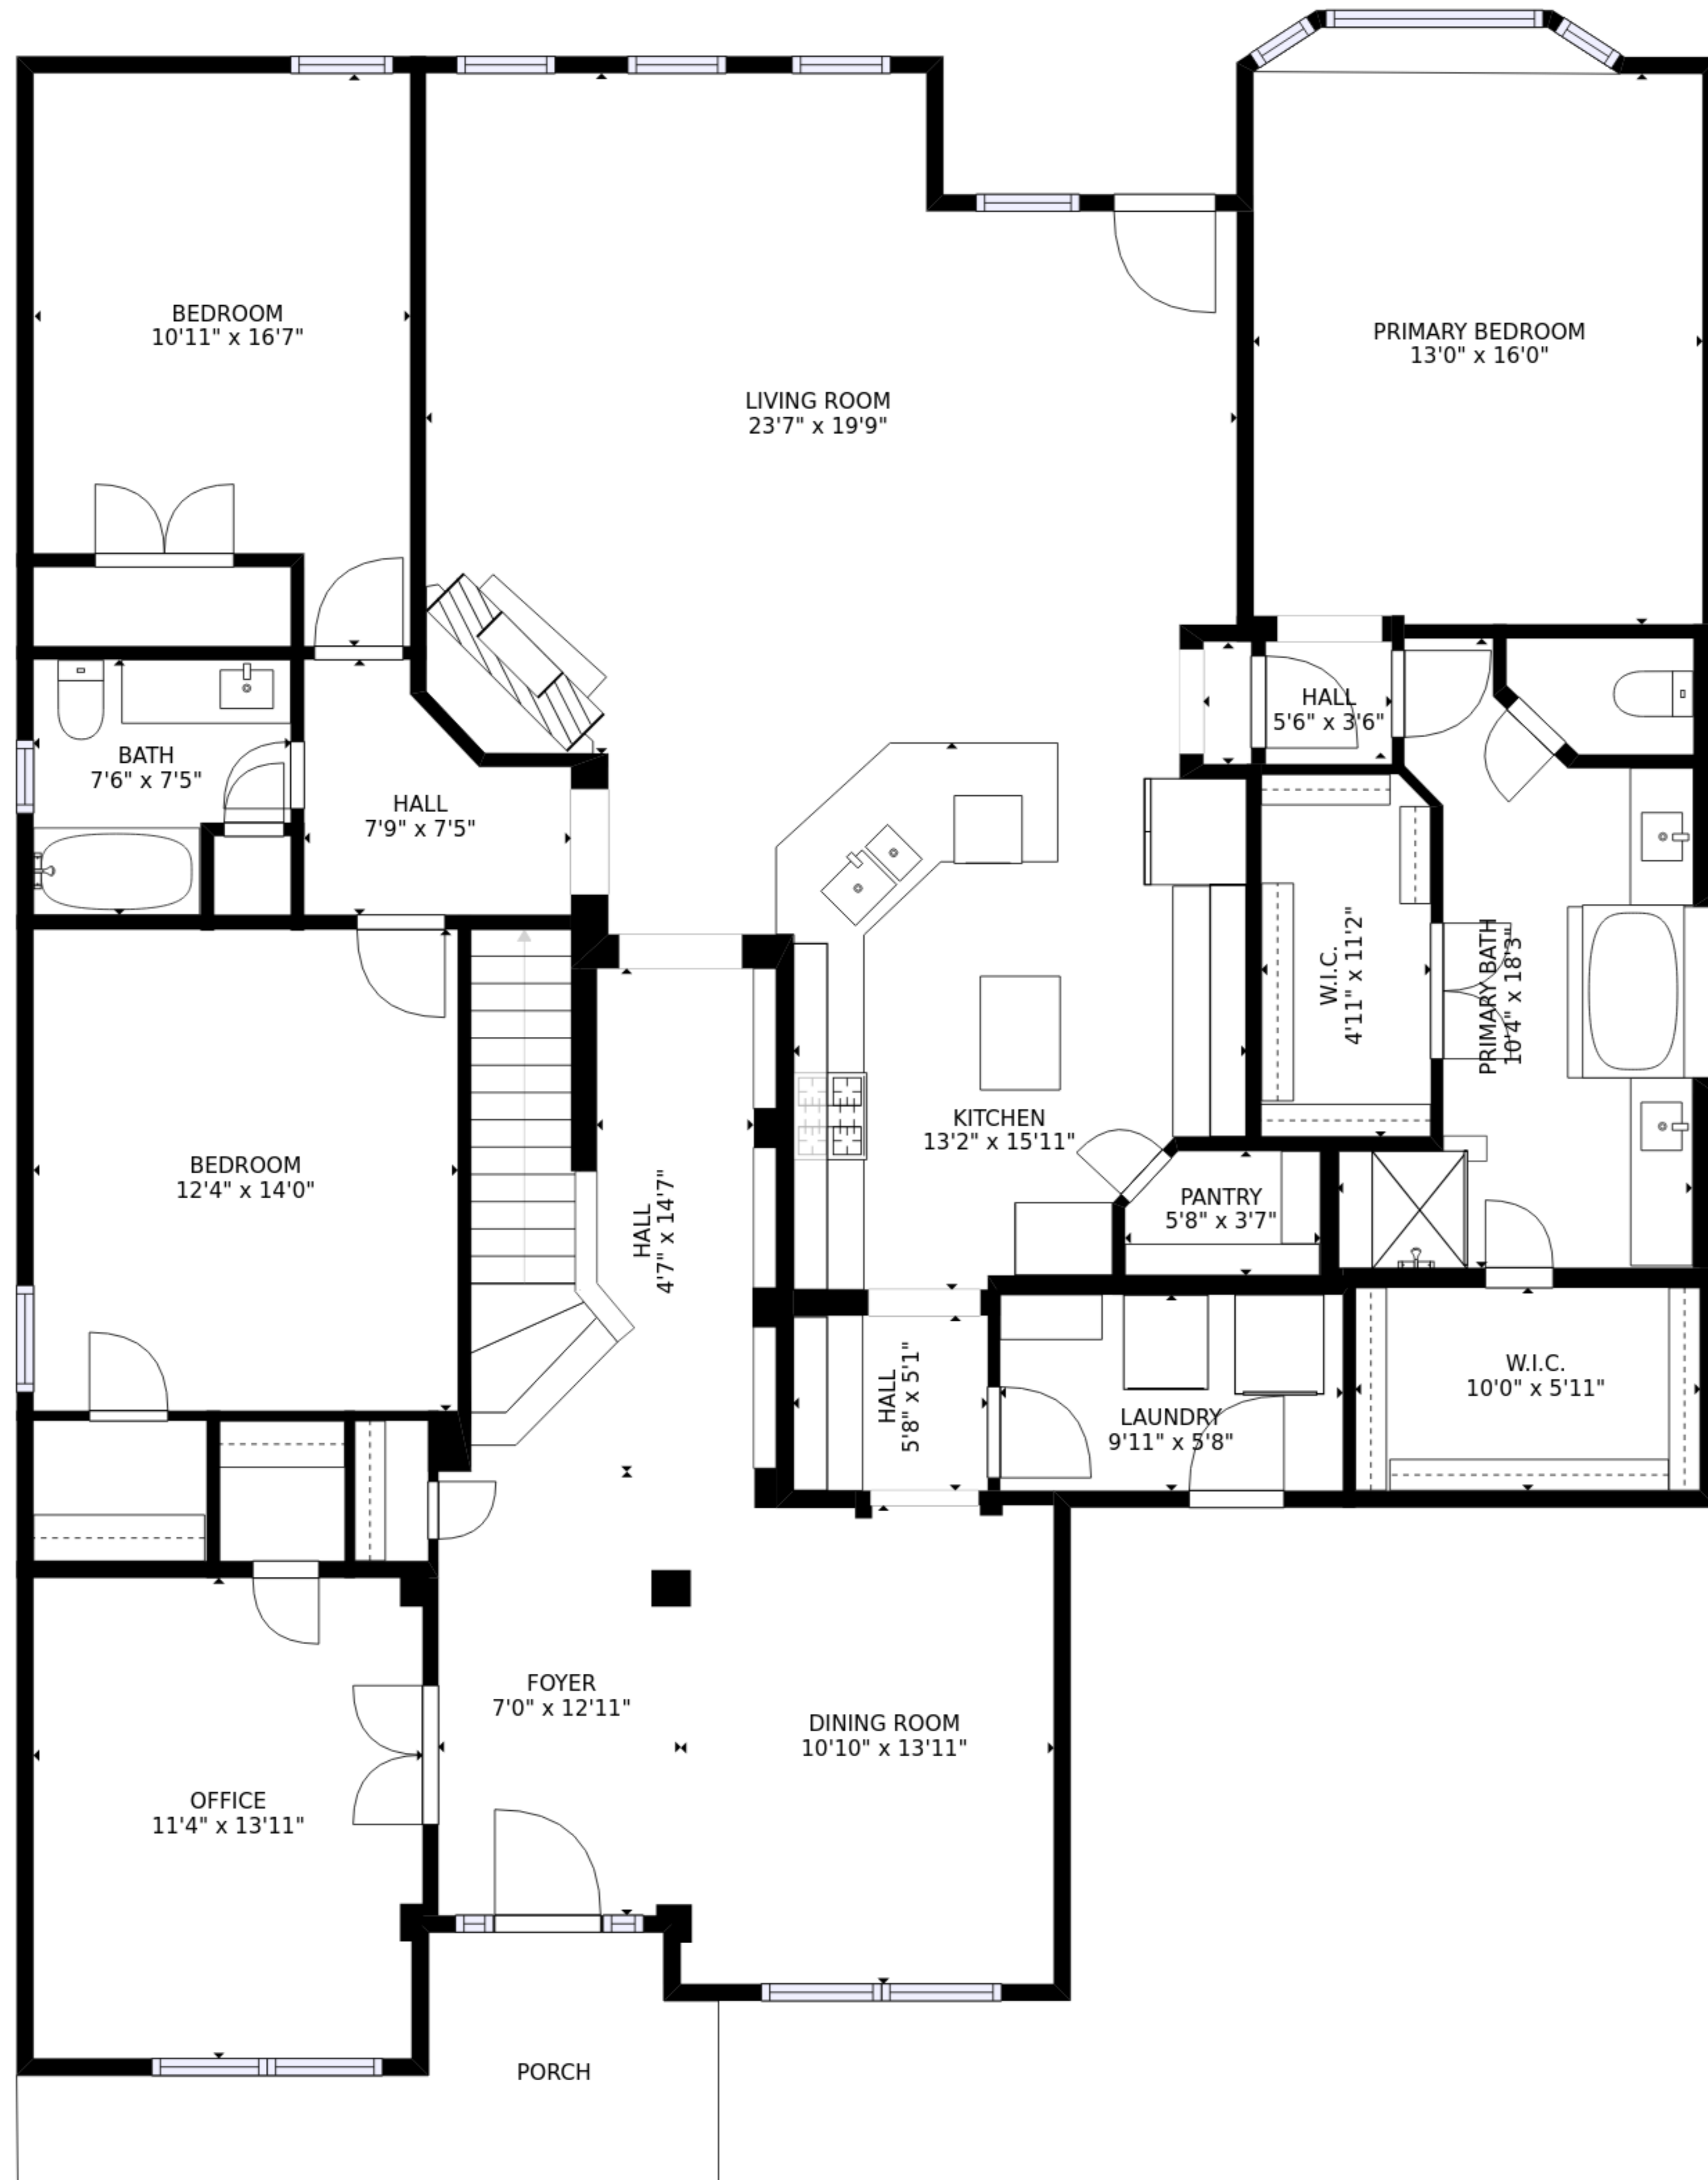 BEDROOM
10'11" x 16'7"
LIVING ROOM
23'7" x 19'9"
PRIMARY BEDROOM
13'0" x 16'0"
BATH
7'6" x 7'5"
HALL
7'9" x 7'5"
HALL
5'6" x 3'6"
W.I.C.
4'11" x 11'2"
PRIMARY BATH
10'4" x 18'3"
KITCHEN
13'2" x 15'11"
BEDROOM
12'4" x 14'0"
HALL
4'7" x 14'7"
PANTRY
5'8" x 3'7"
HALL
5'8" x 5'1"
LAUNDRY
9'11" x 5'8"
W.I.C.
10'0" x 5'11"
FOYER
7'0" x 12'11"
DINING ROOM
10'10" x 13'11"
OFFICE
11'4" x 13'11"
PORCH